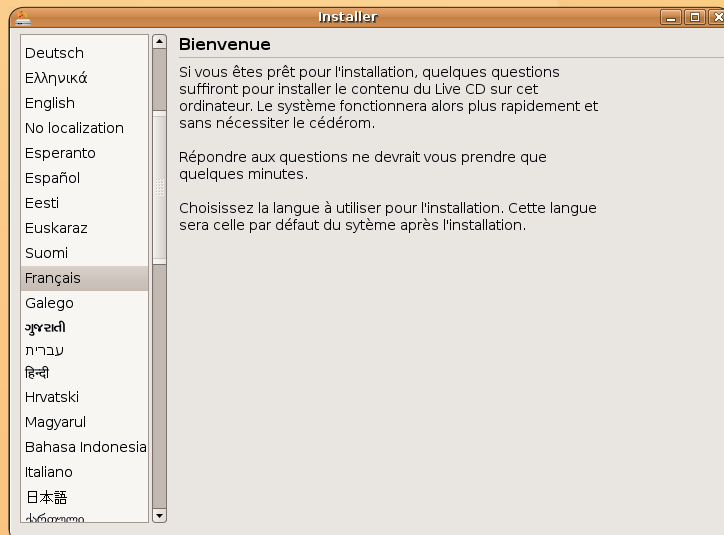 Installer
Deutsch
Ελληνικά
English
No localization
Esperanto
Español
Eesti
Euskaraz
Suomi
Français
Galego
ગુજરાતી
עברית
हिन्दी
Hrvatski
Magyarul
Bahasa Indonesia
Italiano
日本語
ქართული
Bienvenue
Si vous êtes prêt pour l'installation, quelques questions
suffiront pour installer le contenu du Live CD sur cet
ordinateur. Le système fonctionnera alors plus rapidement et
sans nécessiter le cédérom.
Répondre aux questions ne devrait vous prendre que
quelques minutes.
Choisissez la langue à utiliser pour l'installation. Cette langue
sera celle par défaut du sytème après l'installation.